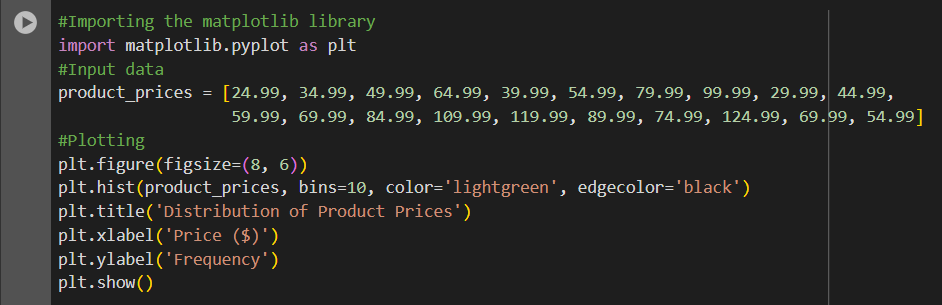 #Importing the matplotlib library
import matplotlib.pyplot as plt
#Input data
product_prices = [24.99, 34.99, 49.99, 64.99, 39.99, 54.99, 79.99, 99.99, 29.99, 44.99,
59.99, 69.99, 84.99, 109.99, 119.99, 89.99, 74.99, 124.99, 69.99, 54.99]
#Plotting
plt.figure(figsize=(8, 6))
plt.hist(product_prices, bins=10, color='lightgreen', edgecolor='black')
plt.title('Distribution of Product Prices')
plt.xlabel('Price ($)')
plt.ylabel('Frequency')
plt.show()